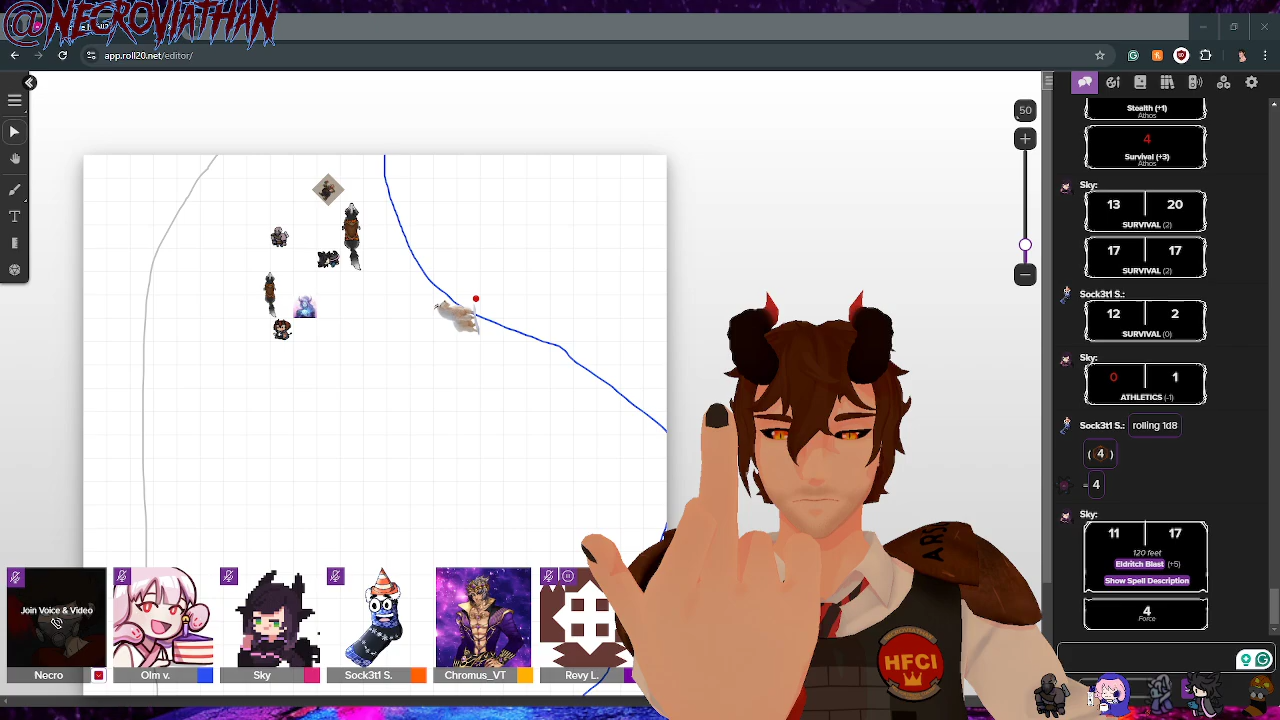 @NECROVIATHAN
app.roll20.net/editor/
50
Stealth (+1)
Athos
4
Survival (+3)
Athos
Sky:
13 20
SURVIVAL (2)
17 17
SURVIVAL (2)
Sock3t1 S.:
12 2
SURVIVAL (0)
Sky:
0 1
ATHLETICS (-1)
Sock3t1 S.: rolling 1d8
(4)
=4
Sky:
11 17
120 feet
Eldritch Blast (+5)
Show Spell Description
4
Force
Join Voice & Video
Necro
Olm v.
Sky
Sock3t1 S.
Chromus_VT
Revy L.
HFCI